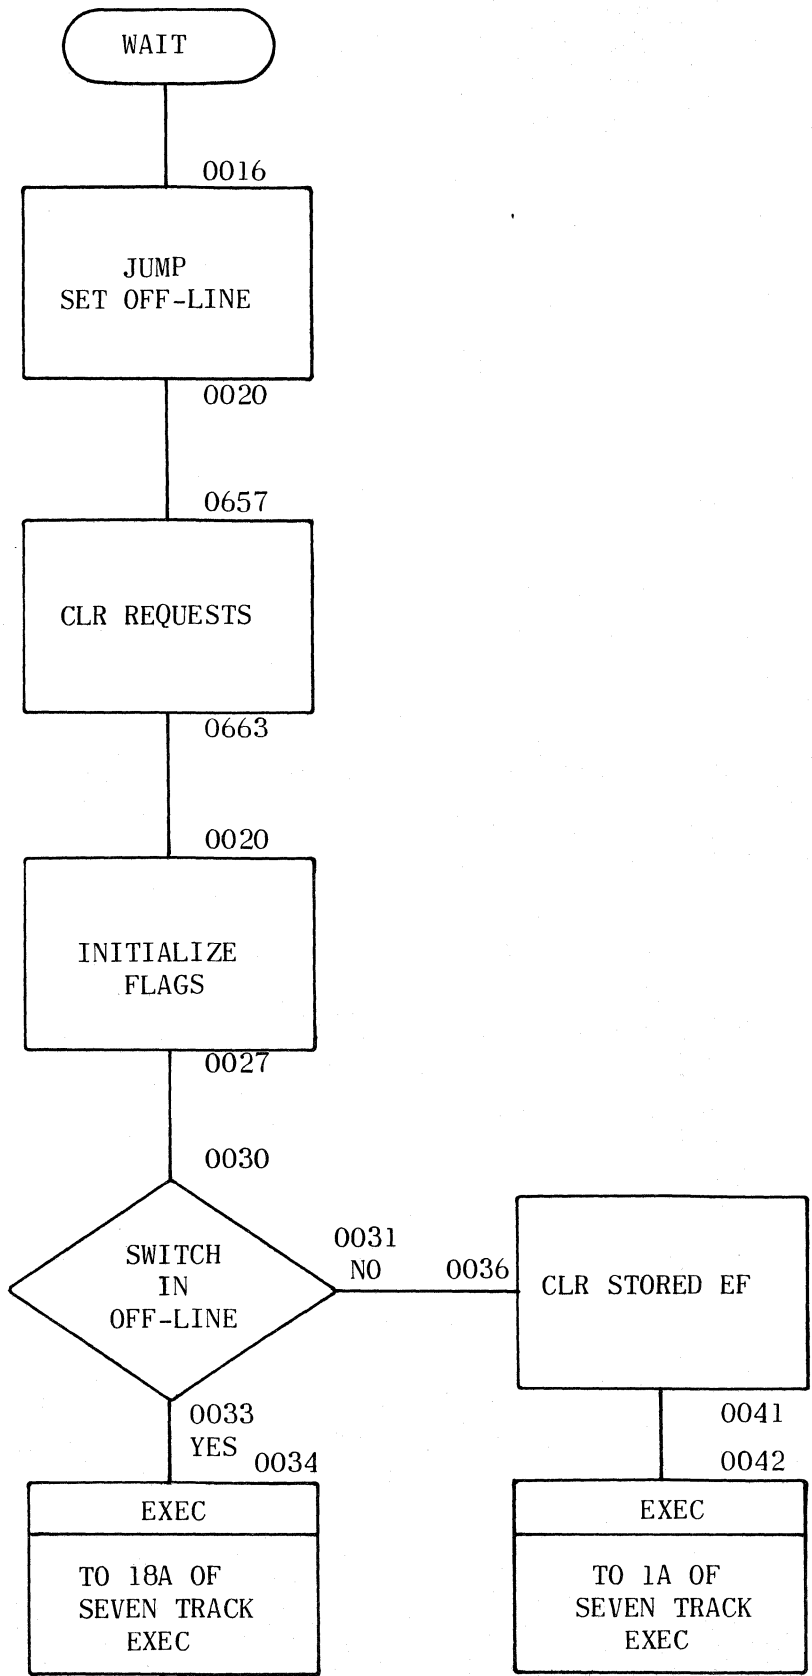 WAIT
0016
JUMP
SET OFF-LINE
0020
0657
CLR REQUESTS
0663
0020
INITIALIZE
FLAGS
0027
0030
SWITCH
IN
OFF-LINE
0031
NO
0036
CLR STORED EF
0033
YES
0034
0041
0042
EXEC
TO 18A OF
SEVEN TRACK
EXEC
EXEC
TO 1A OF
SEVEN TRACK
EXEC